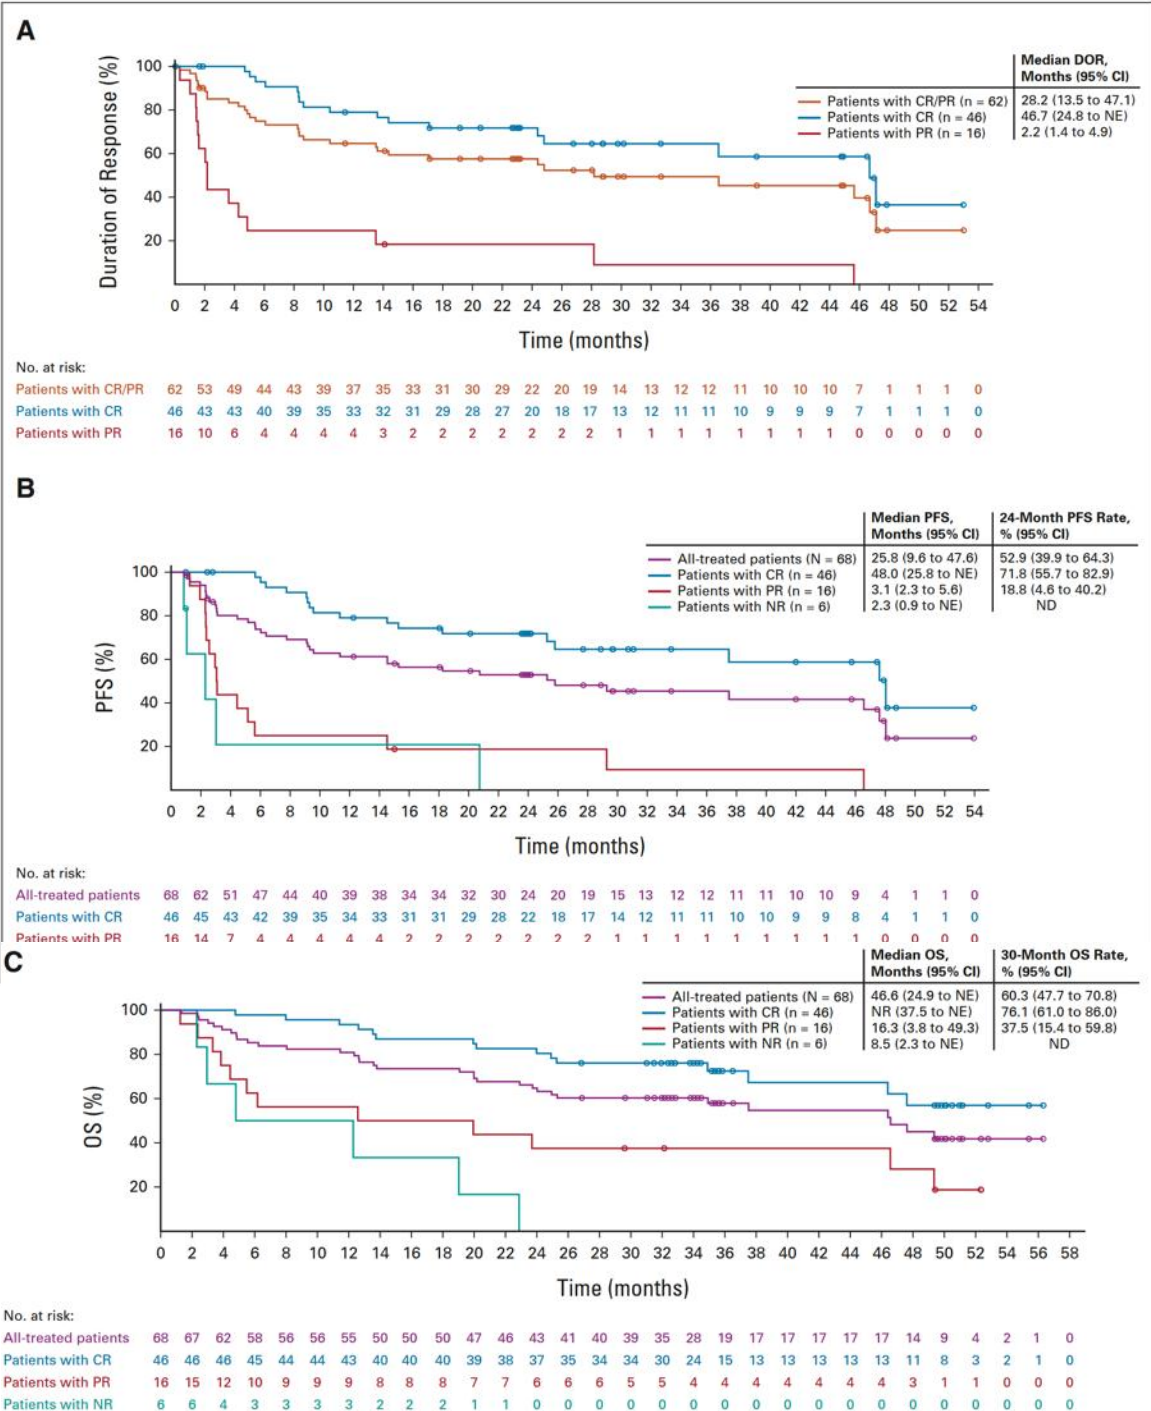 A
Median DOR,
Months (95% CI)
Patients with CR/PR (n = 62) 28.2 (13.5 to 47.1)
Patients with CR (n = 46) 46.7 (24.8 to NE)
Patients with PR (n = 16) 2.2 (1.4 to 4.9)
Duration of Response (%)
100
80
60
40
20
0 2 4 6 8 10 12 14 16 18 20 22 24 26 28 30 32 34 36 38 40 42 44 46 48 50 52 54
Time (months)
No. at risk:
Patients with CR/PR 62 53 49 44 43 39 37 35 33 31 30 29 22 20 19 14 13 12 12 11 10 10 10 7 1 1 1 0
Patients with CR 46 43 43 40 39 35 33 32 31 29 28 27 20 18 17 13 12 11 11 10 9 9 9 7 1 1 1 0
Patients with PR 16 10 6 4 4 4 4 3 2 2 2 2 2 2 2 1 1 1 1 1 1 1 1 0 0 0 0 0
B
Median PFS, 24-Month PFS Rate,
Months (95% CI) % (95% CI)
All-treated patients (N = 68) 25.8 (9.6 to 47.6) 52.9 (39.9 to 64.3)
Patients with CR (n = 46) 48.0 (25.8 to NE) 71.8 (55.7 to 82.9)
Patients with PR (n = 16) 3.1 (2.3 to 5.6) 18.8 (4.6 to 40.2)
Patients with NR (n = 6) 2.3 (0.9 to NE) ND
PFS (%)
100
80
60
40
20
0 2 4 6 8 10 12 14 16 18 20 22 24 26 28 30 32 34 36 38 40 42 44 46 48 50 52 54
Time (months)
No. at risk:
All-treated patients 68 62 51 47 44 40 39 38 34 34 32 30 24 20 19 15 13 12 12 11 11 10 10 9 4 1 1 0
Patients with CR 46 45 43 42 39 35 34 33 31 31 29 28 22 18 17 14 12 11 11 10 10 9 9 8 4 1 1 0
Patients with PR 16 14 7 4 4 4 4 4 2 2 2 2 2 2 2 1 1 1 1 1 1 1 1 1 0 0 0 0
C
Median OS, 30-Month OS Rate,
Months (95% CI) % (95% CI)
All-treated patients (N = 68) 46.6 (24.9 to NE) 60.3 (47.7 to 70.8)
Patients with CR (n = 46) NR (37.5 to NE) 76.1 (61.0 to 86.0)
Patients with PR (n = 16) 16.3 (3.8 to 49.3) 37.5 (15.4 to 59.8)
Patients with NR (n = 6) 8.5 (2.3 to NE) ND
OS (%)
100
80
60
40
20
0 2 4 6 8 10 12 14 16 18 20 22 24 26 28 30 32 34 36 38 40 42 44 46 48 50 52 54 56 58
Time (months)
No. at risk:
All-treated patients 68 67 62 58 56 56 55 50 50 50 47 46 43 41 40 39 35 28 19 17 17 17 17 17 14 9 4 2 1 0
Patients with CR 46 46 46 45 44 44 43 40 40 40 39 38 37 35 34 34 30 24 15 13 13 13 13 13 11 8 3 2 1 0
Patients with PR 16 15 12 10 9 9 9 8 8 8 7 7 6 6 6 5 5 4 4 4 4 4 4 4 3 1 1 0 0 0
Patients with NR 6 6 4 3 3 3 3 2 2 2 1 1 0 0 0 0 0 0 0 0 0 0 0 0 0 0 0 0 0 0